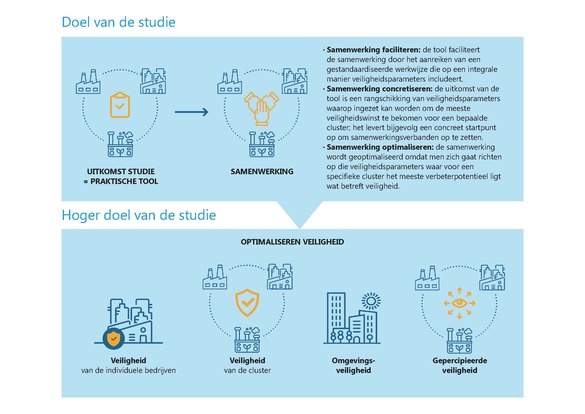 Doel van de studie
UITKOMST STUDIE
= PRAKTISCHE TOOL
SAMENWERKING
· Samenwerking faciliteren: de tool faciliteert
de samenwerking door het aanreiken van een
gestandaardiseerde werkwijze die op een integrale
manier veiligheidsparameters includeert.
· Samenwerking concretiseren: de uitkomst van de
tool is een rangschikking van veiligheidsparameters
waarop ingezet kan worden om de meeste
veiligheidswinst te bekomen voor een bepaalde
cluster; het levert bijgevolg een concreet startpunt
op om samenwerkingsverbanden op te zetten.
· Samenwerking optimaliseren: de samenwerking
wordt geoptimaliseerd omdat men zich gaat richten
op die veiligheidsparameters waar voor een
specifieke cluster het meeste verbeterpotentieel ligt
wat betreft veiligheid.
Hoger doel van de studie
OPTIMALISEREN VEILIGHEID
Veiligheid
van de individuele bedrijven
Veiligheid
van de cluster
Omgevings-
veiligheid
Gepercipieerde
veiligheid